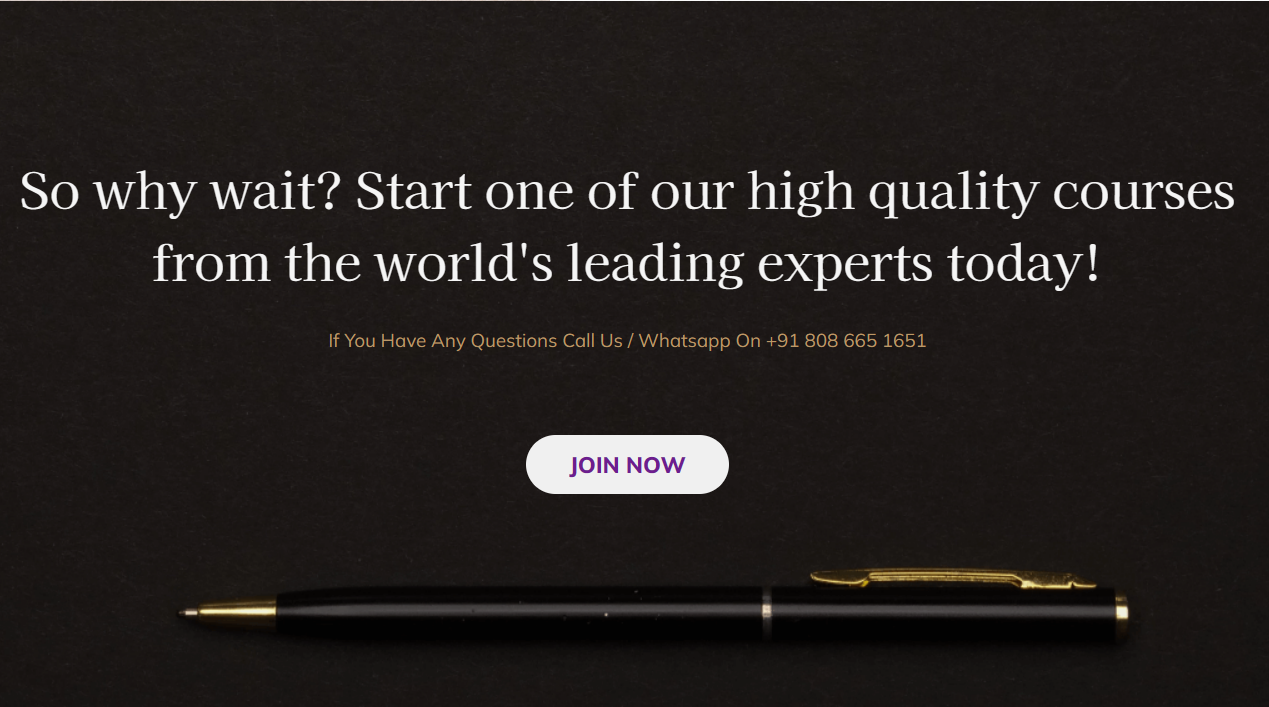 So why wait? Start one of our high quality courses
from the world's leading experts today!
If You Have Any Questions Call Us / Whatsapp On +91 808 665 1651
JOIN NOW